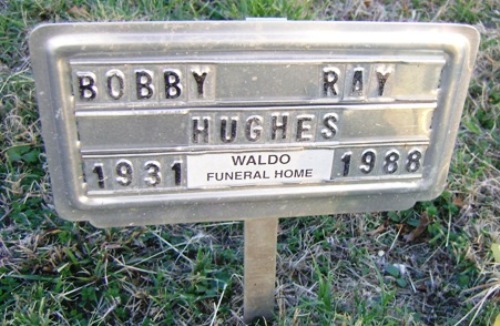 BOBBY RAY
HUGHES
1931 WALDO FUNERAL HOME 1988